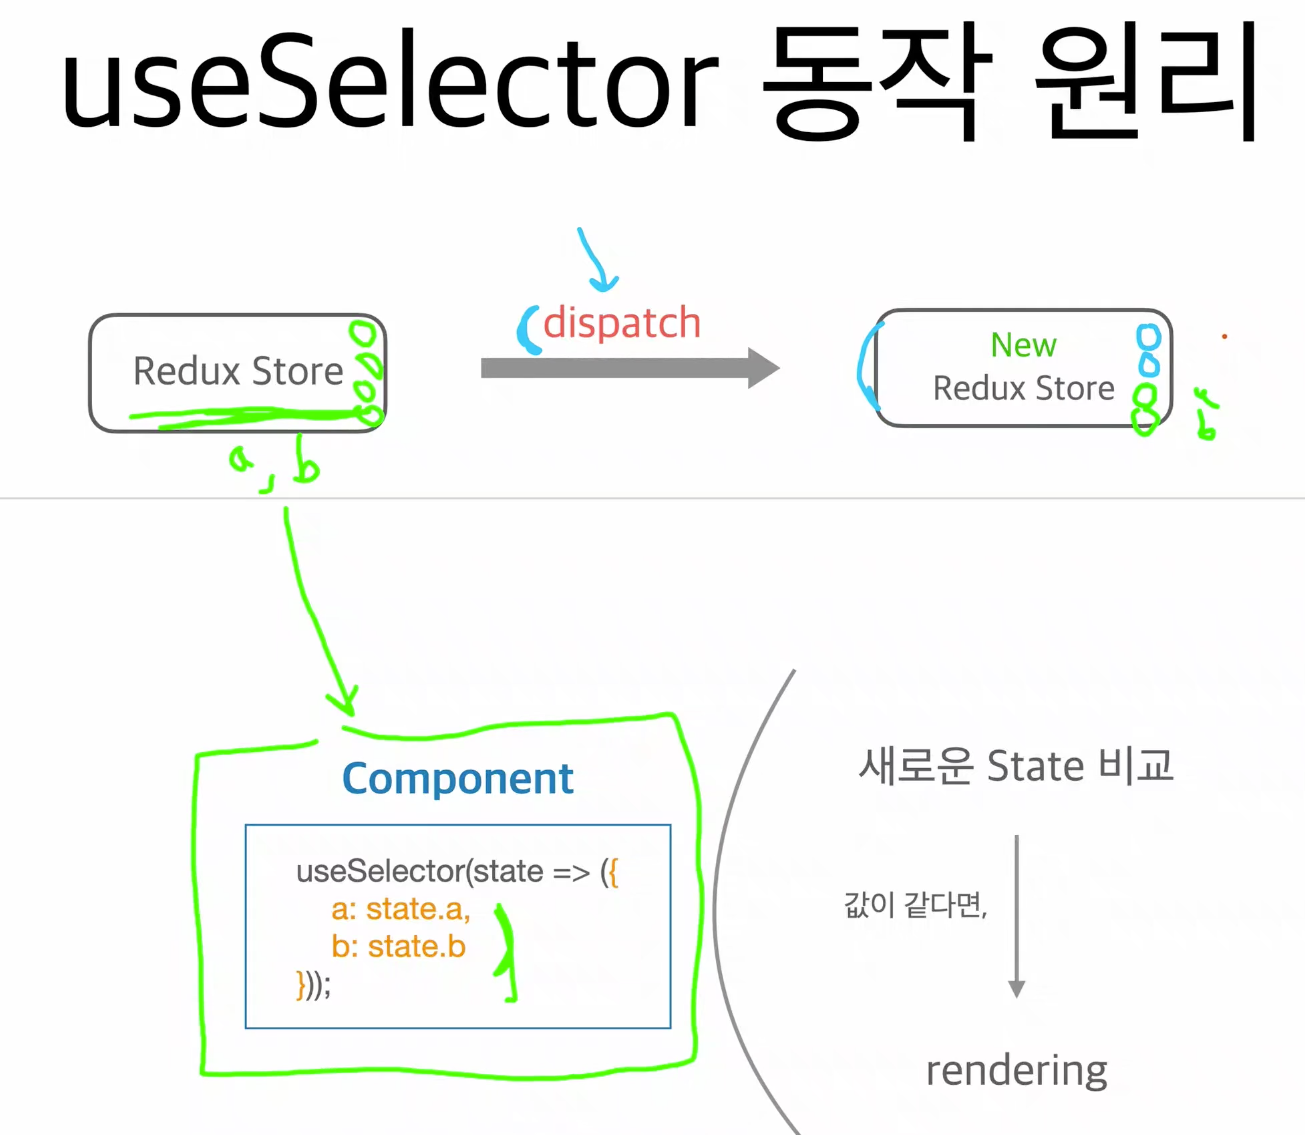 useSelector 동작 원리
dispatch
Redux Store
New
Redux Store
a, b
b
Component
useSelector(state => ({
a: state.a,
b: state.b
}));
새로운 State 비교
값이 같다면,
rendering